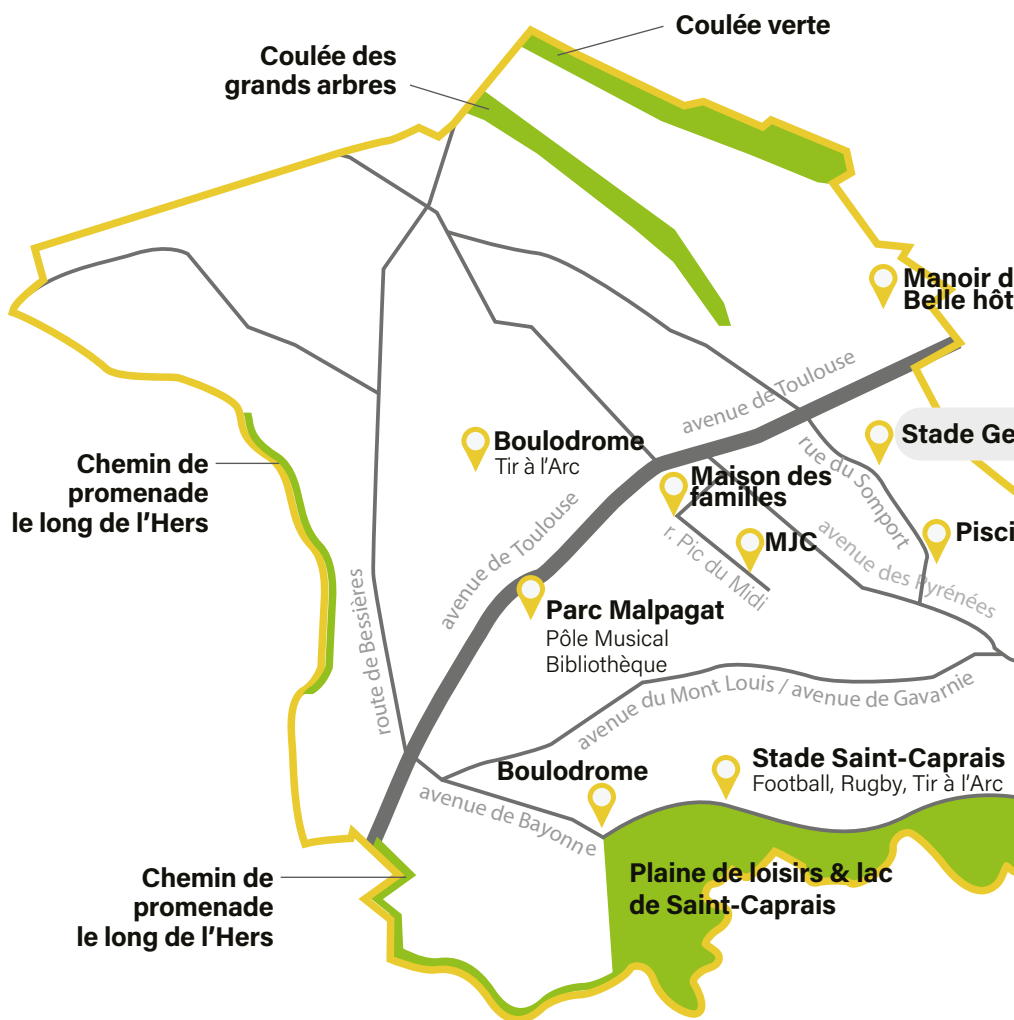 Coulée verte
Coulée des
grands arbres
Manoir d
Belle hôt
avenue de Toulouse
Stade Ge
rue du Somport
Boulodrome
Tir à l'Arc
Chemin de
promenade
le long de l'Hers
Maison des
familles
avenue de Toulouse
MJC
r. Pic du Midi
Pisci
avenue des Pyrénées
route de Bessières
Parc Malpagat
Pôle Musical
Bibliothèque
avenue du Mont Louis / avenue de Gavarnie
Stade Saint-Caprais
Football, Rugby, Tir à l'Arc
Boulodrome
avenue de Bayonne
Plaine de loisirs & lac
de Saint-Caprais
Chemin de
promenade
le long de l'Hers